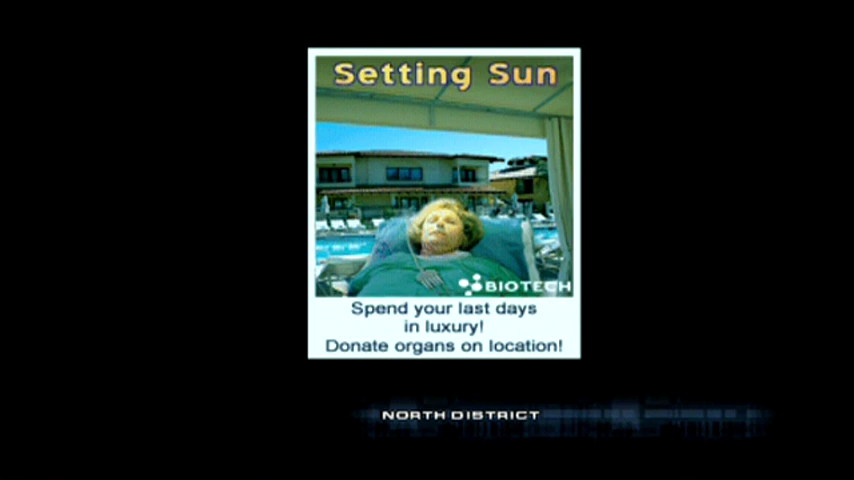 Setting Sun
BIOTECH
Spend your last days
in luxury!
Donate organs on location!
NORTH DISTRICT